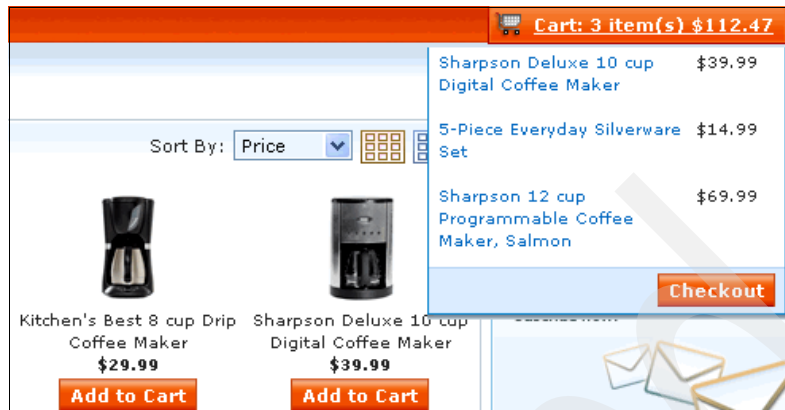 Cart: 3 item(s) $112.47
Sharpson Deluxe 10 cup $39.99
Digital Coffee Maker
5-Piece Everyday Silverware $14.99
Set
Sharpson 12 cup $69.99
Programmable Coffee
Maker, Salmon
Checkout
Sort By: Price
Kitchen's Best 8 cup Drip
Coffee Maker
$29.99
Add to Cart
Sharpson Deluxe 10 cup
Digital Coffee Maker
$39.99
Add to Cart